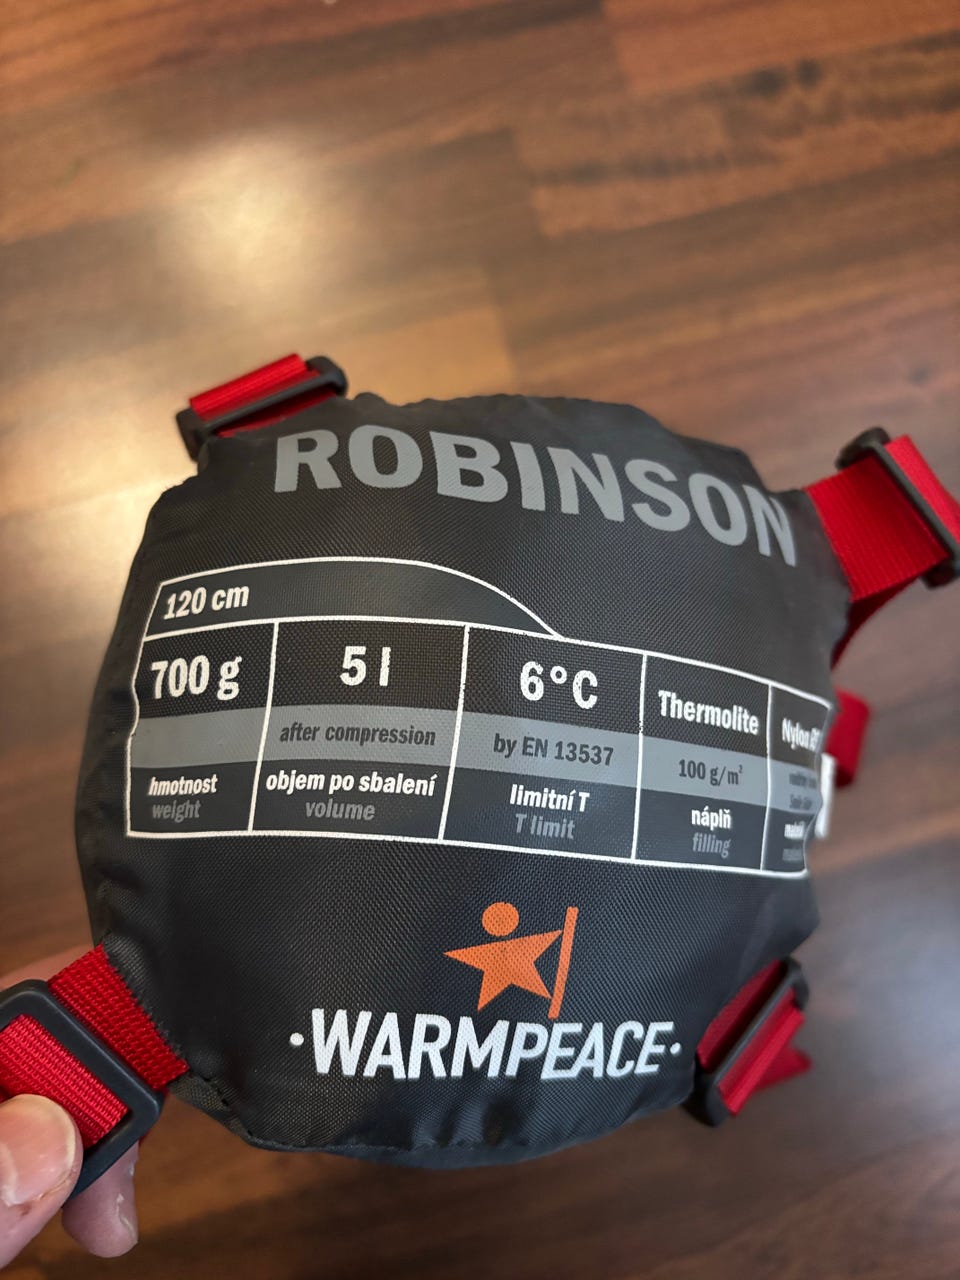 ROBINSON
120 cm
700 g
hmotnost
weight
5 l
after compression
objem po sbalení
volume
6°C
by EN 13537
limitní T
T limit
Thermolite
100 g/m²
náplň
filling
Nylon
·WARMPEACE·